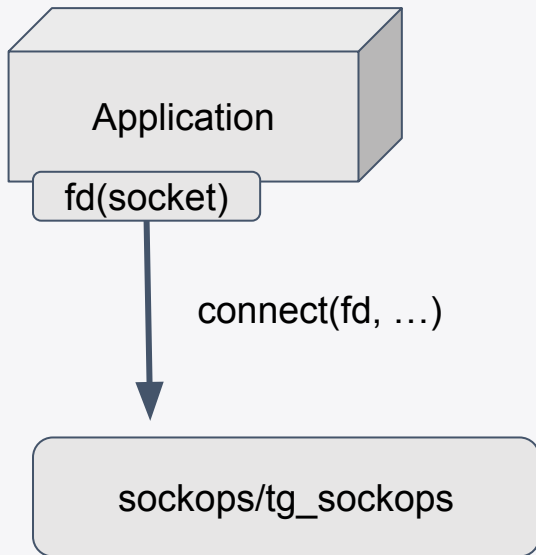 Application
fd(socket)
connect(fd, …)
sockops/tg_sockops